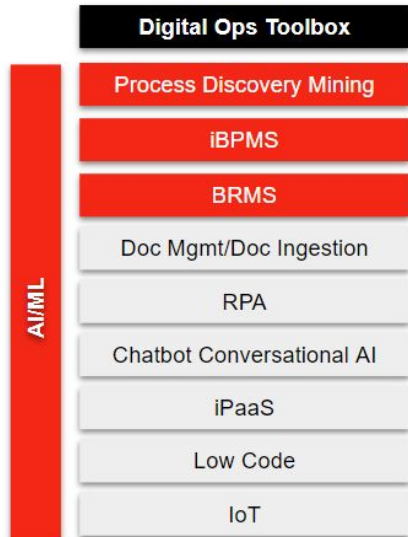 Digital Ops Toolbox
AI/ML
Process Discovery Mining
iBPMS
BRMS
Doc Mgmt/Doc Ingestion
RPA
Chatbot Conversational AI
iPaaS
Low Code
IoT